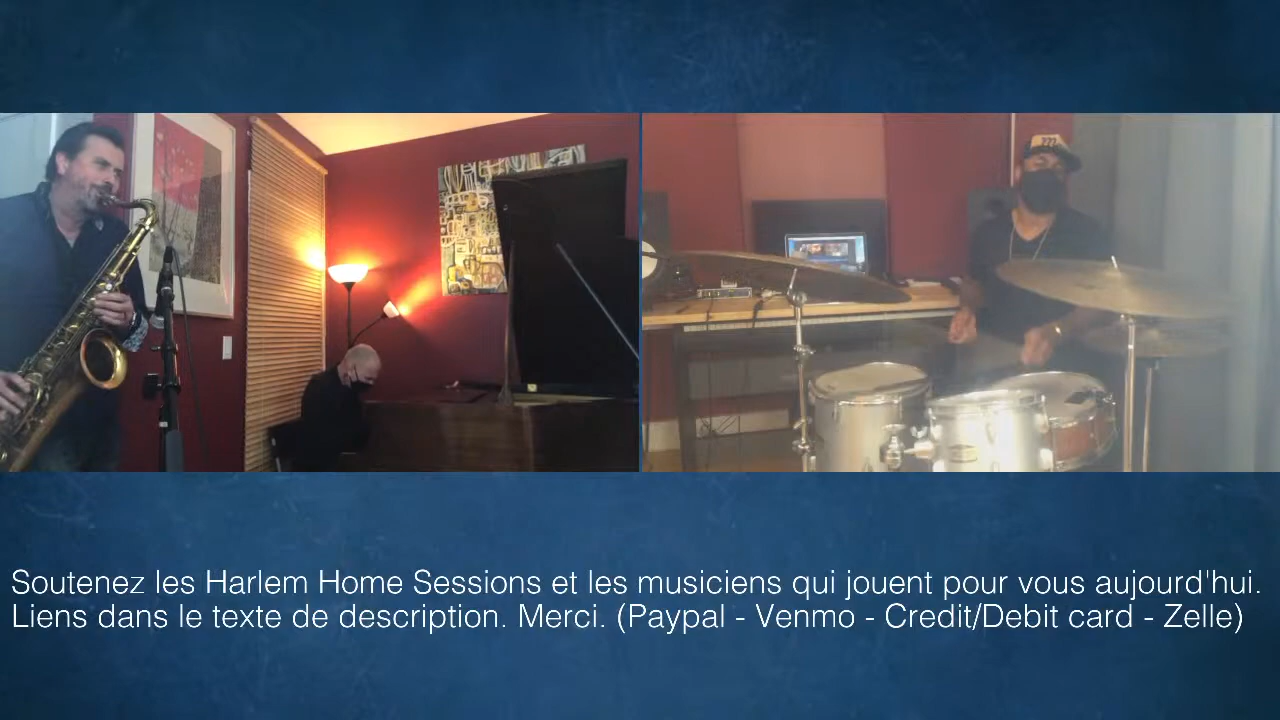 Soutenez les Harlem Home Sessions et les musiciens qui jouent pour vous aujourd'hui.
Liens dans le texte de description. Merci. (Paypal - Venmo - Credit/Debit card - Zelle)